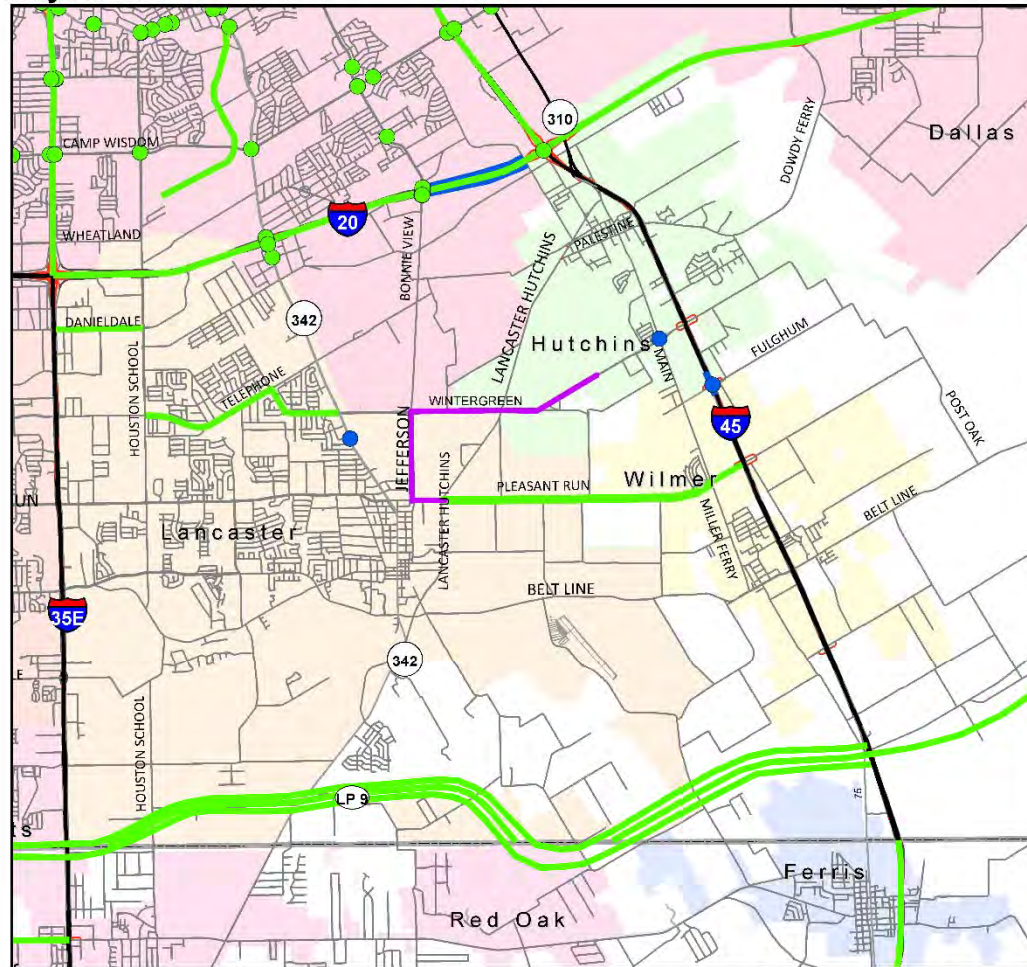 310
Dallas
CAMP WISDOM
DOWDY FERRY
20
WHEATLAND
PALESTINE
BONNIE VIEW
LANCASTER HUTCHINS
342
DANIELDALE
Hutchins
MAIN
FULGHUM
HOUSTON SCHOOL
TELEPHONE
WINTERGREEN
45
POST OAK
JEFFERSON
Wilmer
PLEASANT RUN
UN
BELT LINE
Lancaster
LANCASTER HUTCHINS
MILLER FERRY
BELT LINE
35E
342
HOUSTON SCHOOL
LP 9
75
ts
Ferris
Red Oak